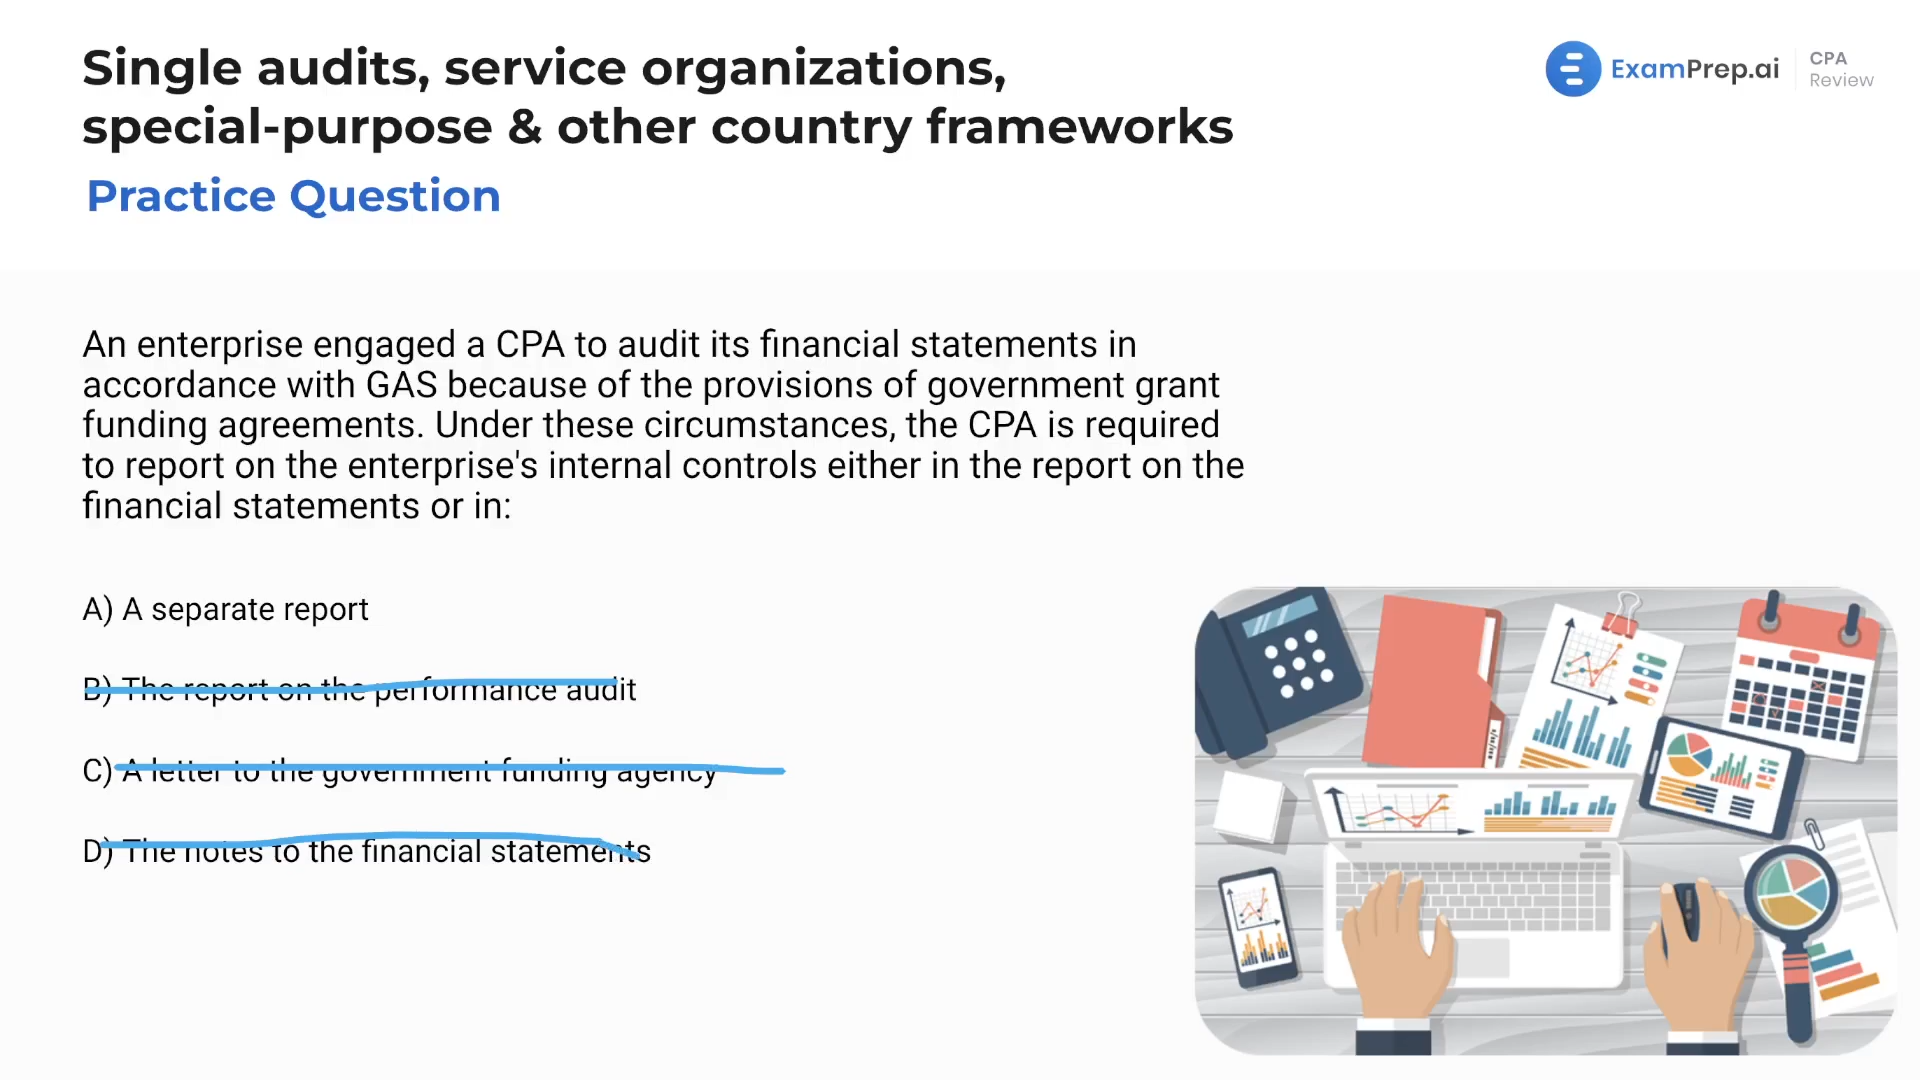 Single audits, service organizations,
special-purpose & other country frameworks
Practice Question
ExamPrep.ai
CPA
Review
An enterprise engaged a CPA to audit its financial statements in
accordance with GAS because of the provisions of government grant
funding agreements. Under these circumstances, the CPA is required
to report on the enterprise's internal controls either in the report on the
financial statements or in:
A) A separate report
B) The report on the performance audit
C) A letter to the government funding agency
D) The notes to the financial statements